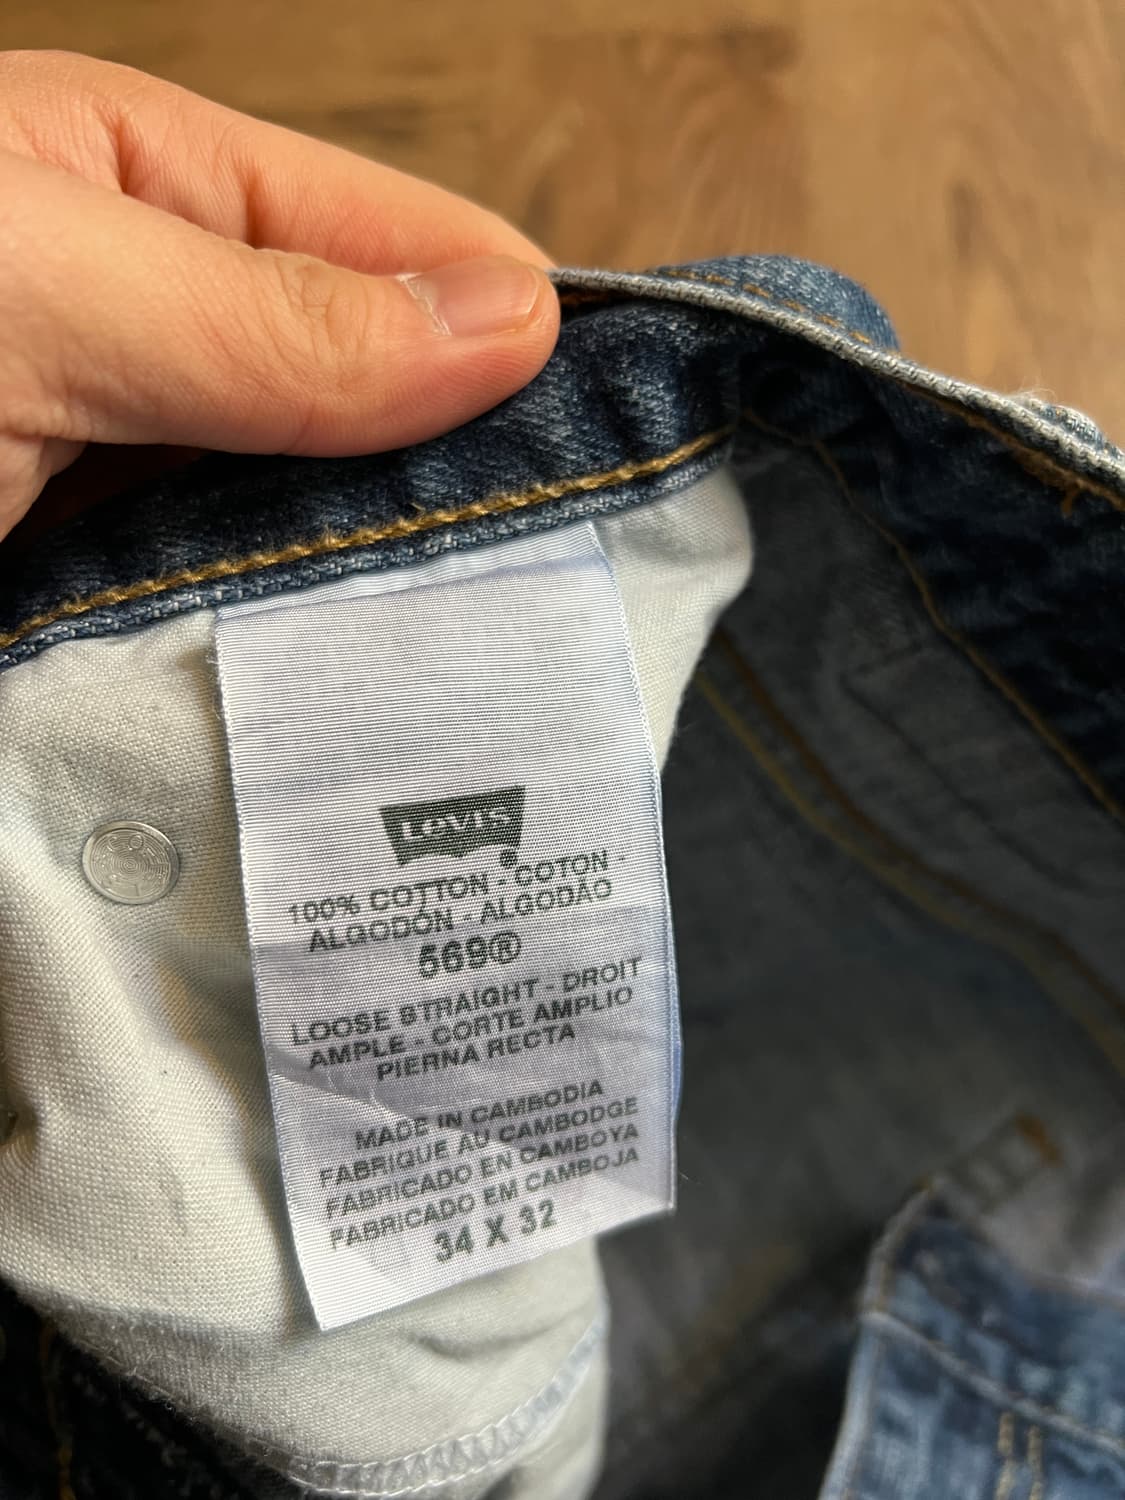 LEVI'S
100% COTTON - COTON -
ALGODÓN - ALGODÃO
569®
LOOSE STRAIGHT - DROIT
AMPLE - CORTE AMPLIO
PIERNA RECTA
MADE IN CAMBODIA
FABRIQUE AU CAMBODGE
FABRICADO EN CAMBOYA
FABRICADO EM CAMBOJA
34 X 32